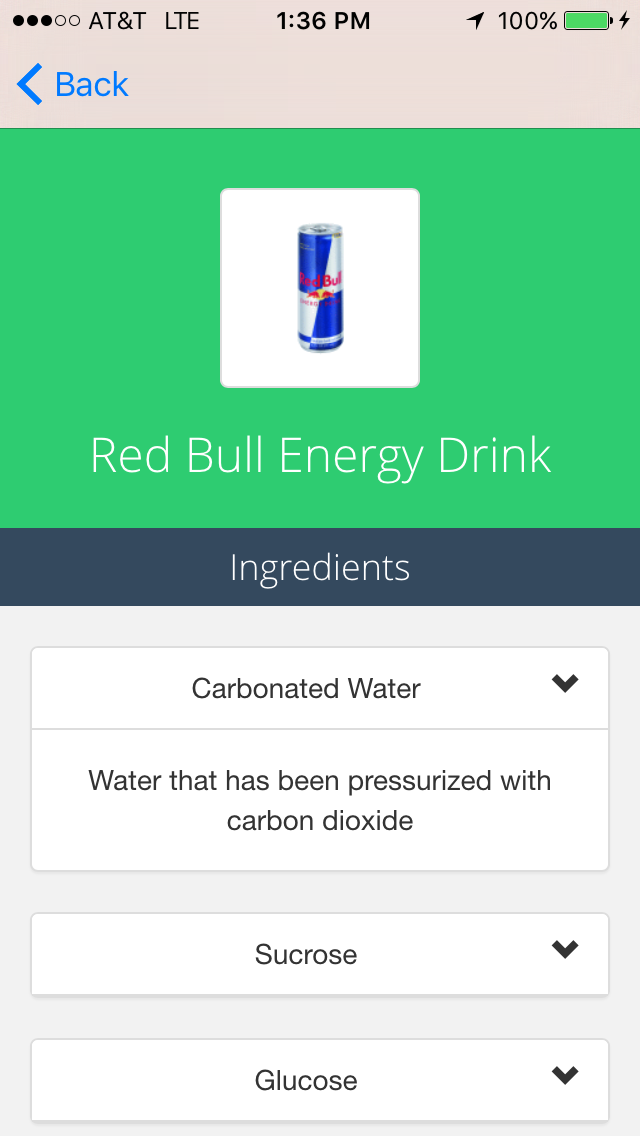 AT&T LTE 1:36 PM 100%
Back
Red Bull
Red Bull Energy Drink
Ingredients
Carbonated Water
Water that has been pressurized with
carbon dioxide
Sucrose
Glucose